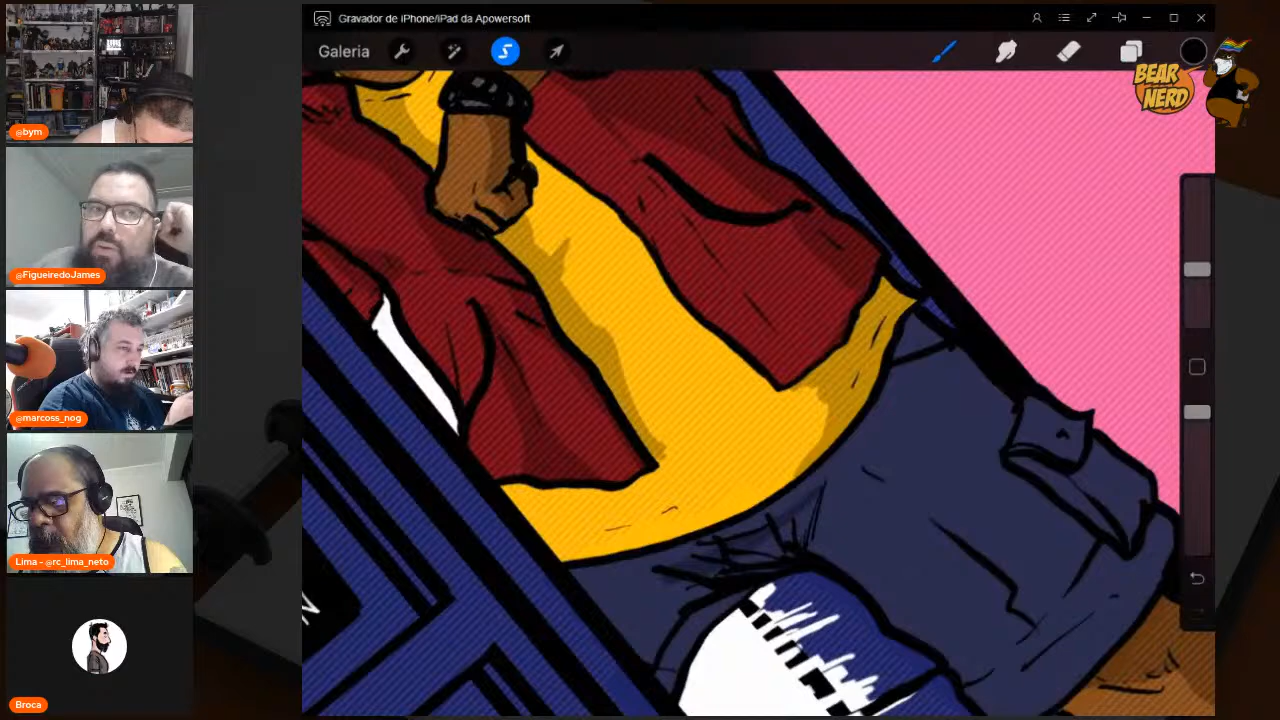 Gravador de iPhone/iPad da Apowersoft
Galeria
BEAR
NERD
@bym
@FigueiredoJames
@marcoss_nog
Lima - @rc_lima_neto
Broca